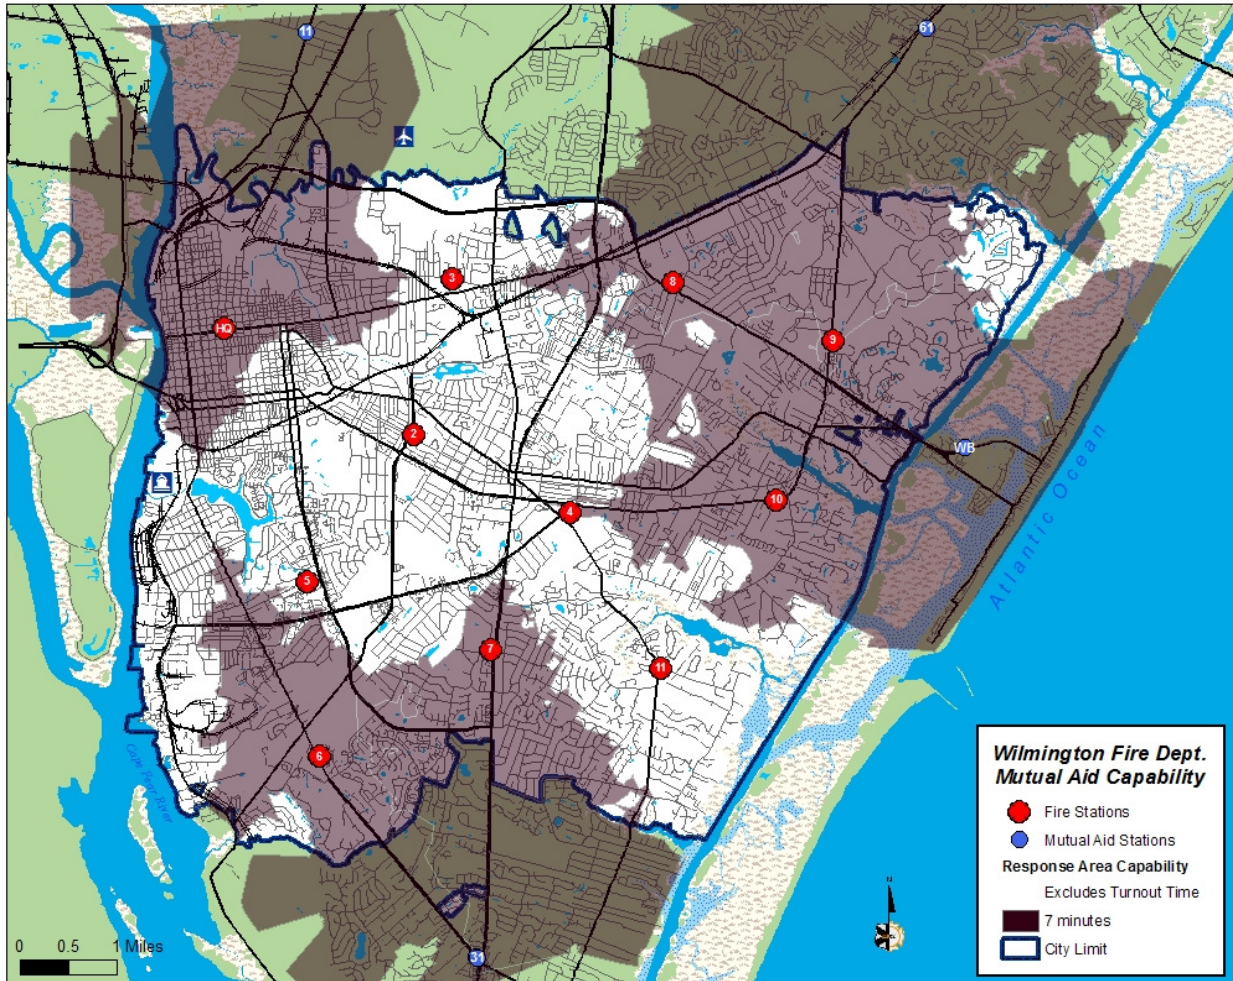 11
61
3
8
HQ
9
2
WB
10
4
5
7
11
6
31
Atlantic Ocean
Cape Fear River
Wilmington Fire Dept.
Mutual Aid Capability
Fire Stations
Mutual Aid Stations
Response Area Capability
Excludes Turnout Time
7 minutes
City Limit
0 0.5 1 Miles